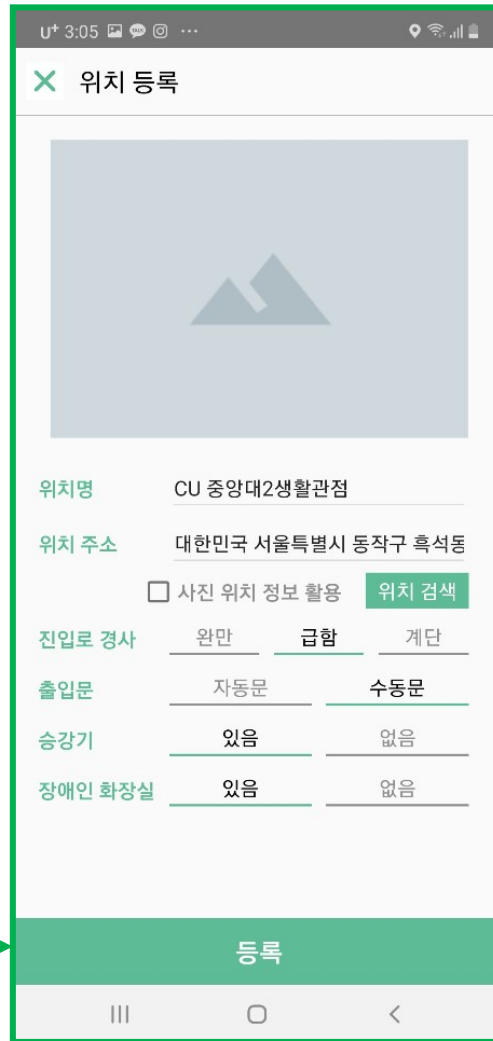 U+ 3:05
위치 등록
위치명 CU 중앙대2생활관점
위치 주소 대한민국 서울특별시 동작구 흑석동
사진 위치 정보 활용 위치 검색
진입로 경사 완만 급함 계단
출입문 자동문 수동문
승강기 있음 없음
장애인 화장실 있음 없음
등록